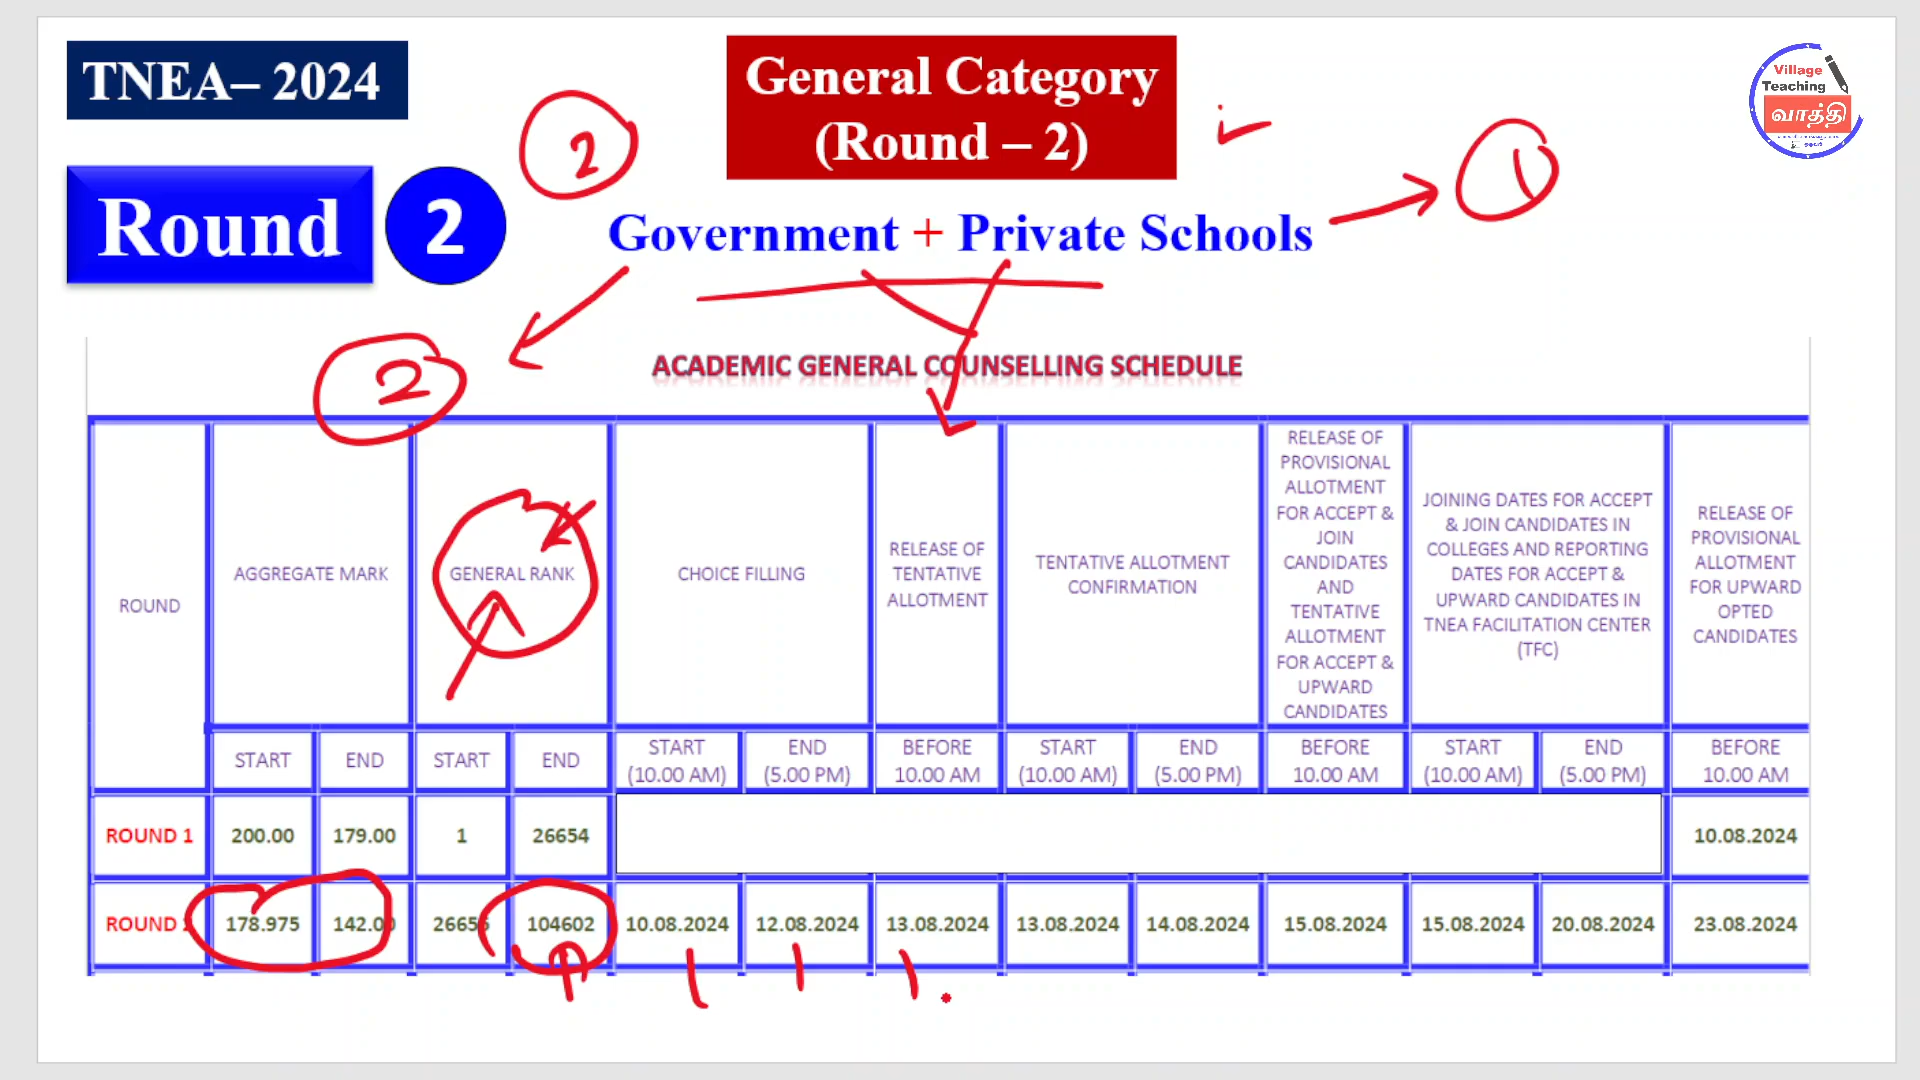 TNEA– 2024
General Category
(Round – 2)
Village
Teaching
வாத்தி
2
1
Round 2
Government + Private Schools
2
ACADEMIC GENERAL COUNSELLING SCHEDULE
ROUND
AGGREGATE MARK
GENERAL RANK
CHOICE FILLING
RELEASE OF
TENTATIVE
ALLOTMENT
TENTATIVE ALLOTMENT
CONFIRMATION
RELEASE OF
PROVISIONAL
ALLOTMENT
FOR ACCEPT &
JOIN
CANDIDATES
AND
TENTATIVE
ALLOTMENT
FOR ACCEPT &
UPWARD
CANDIDATES
JOINING DATES FOR ACCEPT
& JOIN CANDIDATES IN
COLLEGES AND REPORTING
DATES FOR ACCEPT &
UPWARD CANDIDATES IN
TNEA FACILITATION CENTER
(TFC)
RELEASE OF
PROVISIONAL
ALLOTMENT
FOR UPWARD
OPTED
CANDIDATES
START
END
START
END
START
(10.00 AM)
END
(5.00 PM)
BEFORE
10.00 AM
START
(10.00 AM)
END
(5.00 PM)
BEFORE
10.00 AM
START
(10.00 AM)
END
(5.00 PM)
BEFORE
10.00 AM
ROUND 1 200.00 179.00 1 26654 10.08.2024
ROUND 2 178.975 142.00 26655 104602 10.08.2024 12.08.2024 13.08.2024 13.08.2024 14.08.2024 15.08.2024 15.08.2024 20.08.2024 23.08.2024